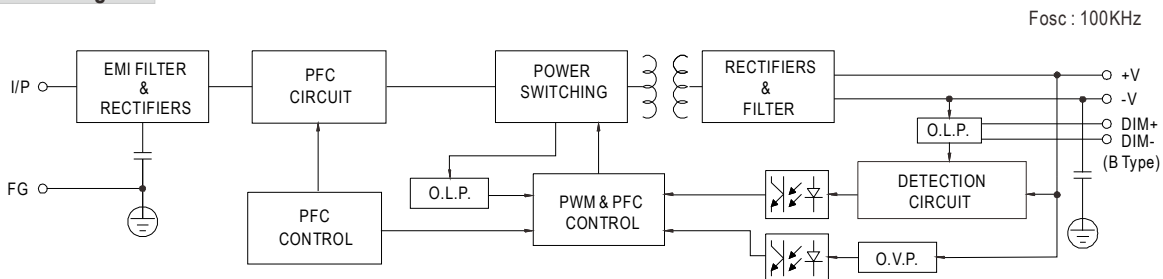 Fosc : 100KHz
I/P
EMI FILTER
&
RECTIFIERS
PFC
CIRCUIT
POWER
SWITCHING
RECTIFIERS
&
FILTER
+V
-V
DIM+
DIM-
(B Type)
O.L.P.
FG
O.L.P.
PFC
CONTROL
PWM & PFC
CONTROL
DETECTION
CIRCUIT
O.V.P.